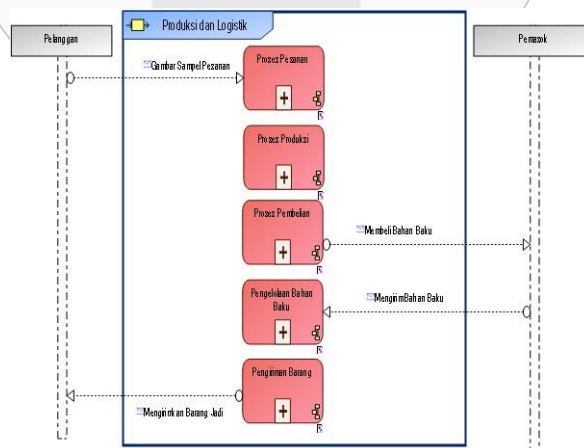 Produksi dan Logistik
Pelanggan
Pemasok
Gambar Sampel Pesanan
Proses Pesanan
Proses Produksi
Proses Pembelian
Membeli Bahan Baku
Pengelolaan Bahan
Baku
Mengirim Bahan Baku
Pengiriman Barang
Mengirimkan Barang Jadi